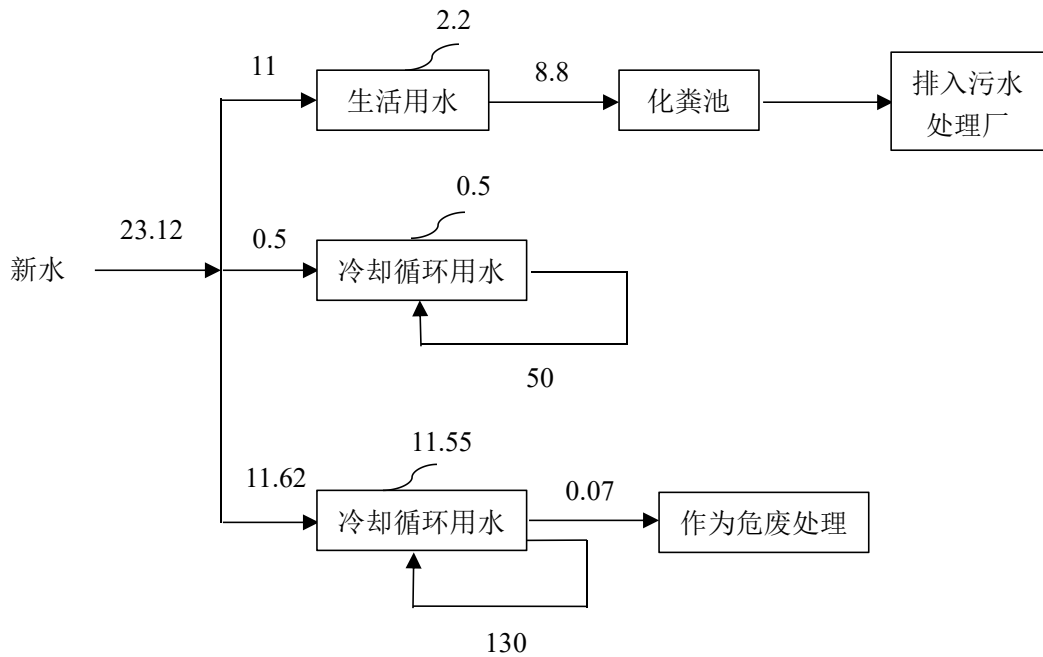 2.2
11
8.8
生活用水
化粪池
排入污水
处理厂
0.5
23.12
0.5
新水
冷却循环用水
50
11.55
11.62
0.07
冷却循环用水
作为危废处理
130